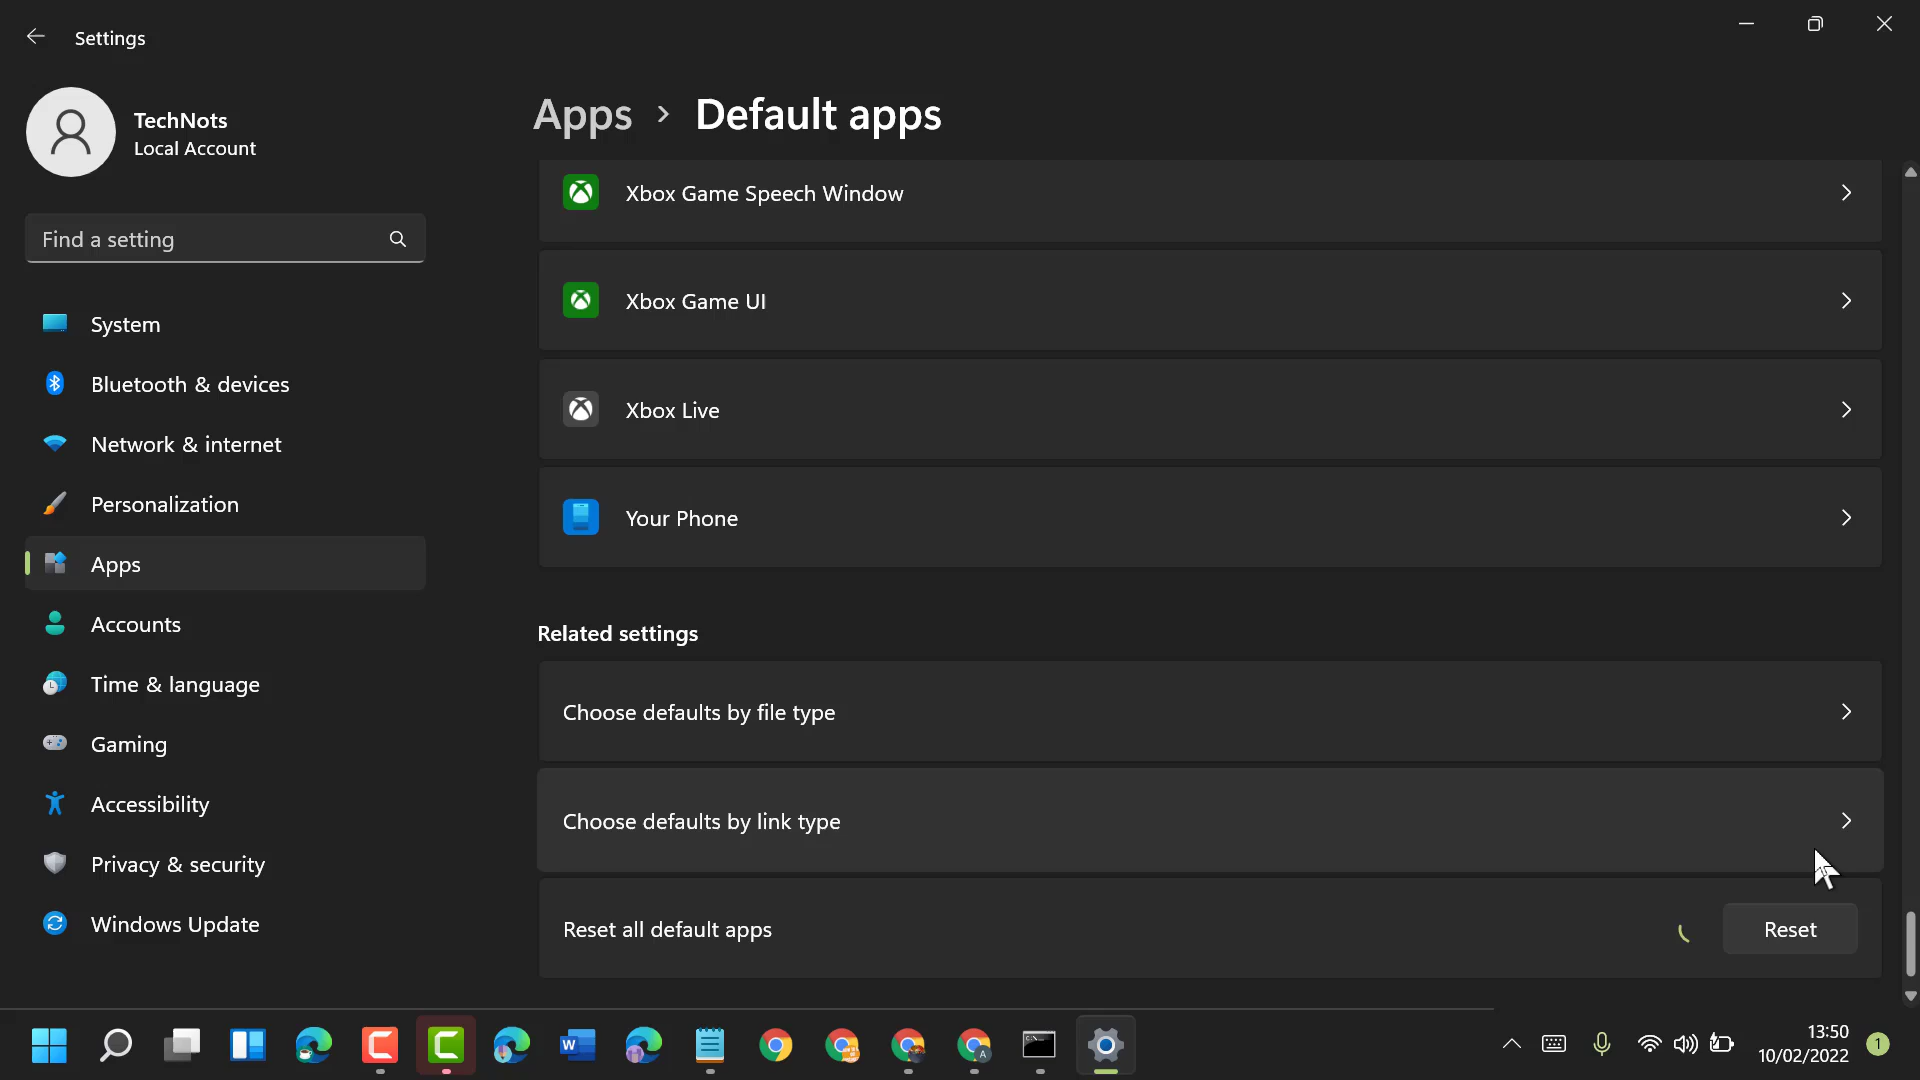 Settings
TechNots
Local Account
Find a setting
System
Bluetooth & devices
Network & internet
Personalization
Apps
Accounts
Time & language
Gaming
Accessibility
Privacy & security
Windows Update
Apps > Default apps
Xbox Game Speech Window
Xbox Game UI
Xbox Live
Your Phone
Related settings
Choose defaults by file type
Choose defaults by link type
Reset all default apps
Reset
13:50
10/02/2022
1